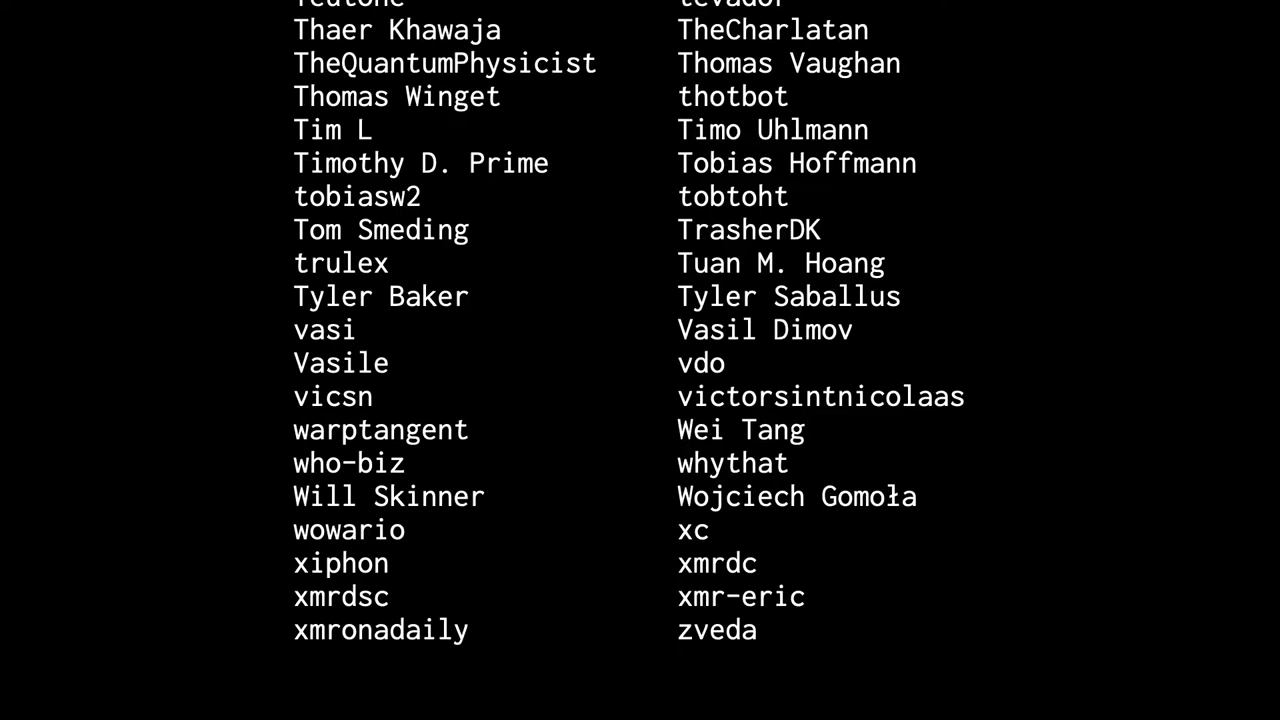 Thaer Khawaja TheCharlatan
TheQuantumPhysicist Thomas Vaughan
Thomas Winget thotbot
Tim L Timo Uhlmann
Timothy D. Prime Tobias Hoffmann
tobiasw2 tobtoht
Tom Smeding TrasherDK
trulex Tuan M. Hoang
Tyler Baker Tyler Saballus
vasi Vasil Dimov
Vasile vdo
vicsn victorsintnicolaas
warptangent Wei Tang
who-biz whythat
Will Skinner Wojciech Gomoła
wowario xc
xiphon xmrdc
xmrdsc xmr-eric
xmronadaily zveda